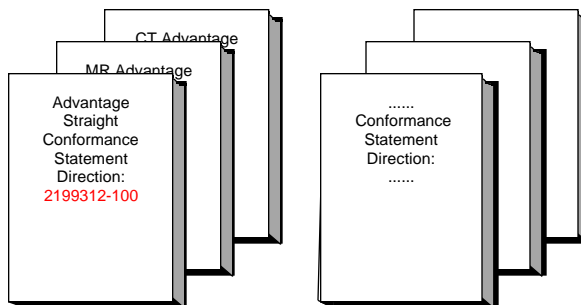 CT Advantage
MR Advantage
Advantage
Straight
Conformance
Statement
Direction:
2199312-100
......
Conformance
Statement
Direction:
......